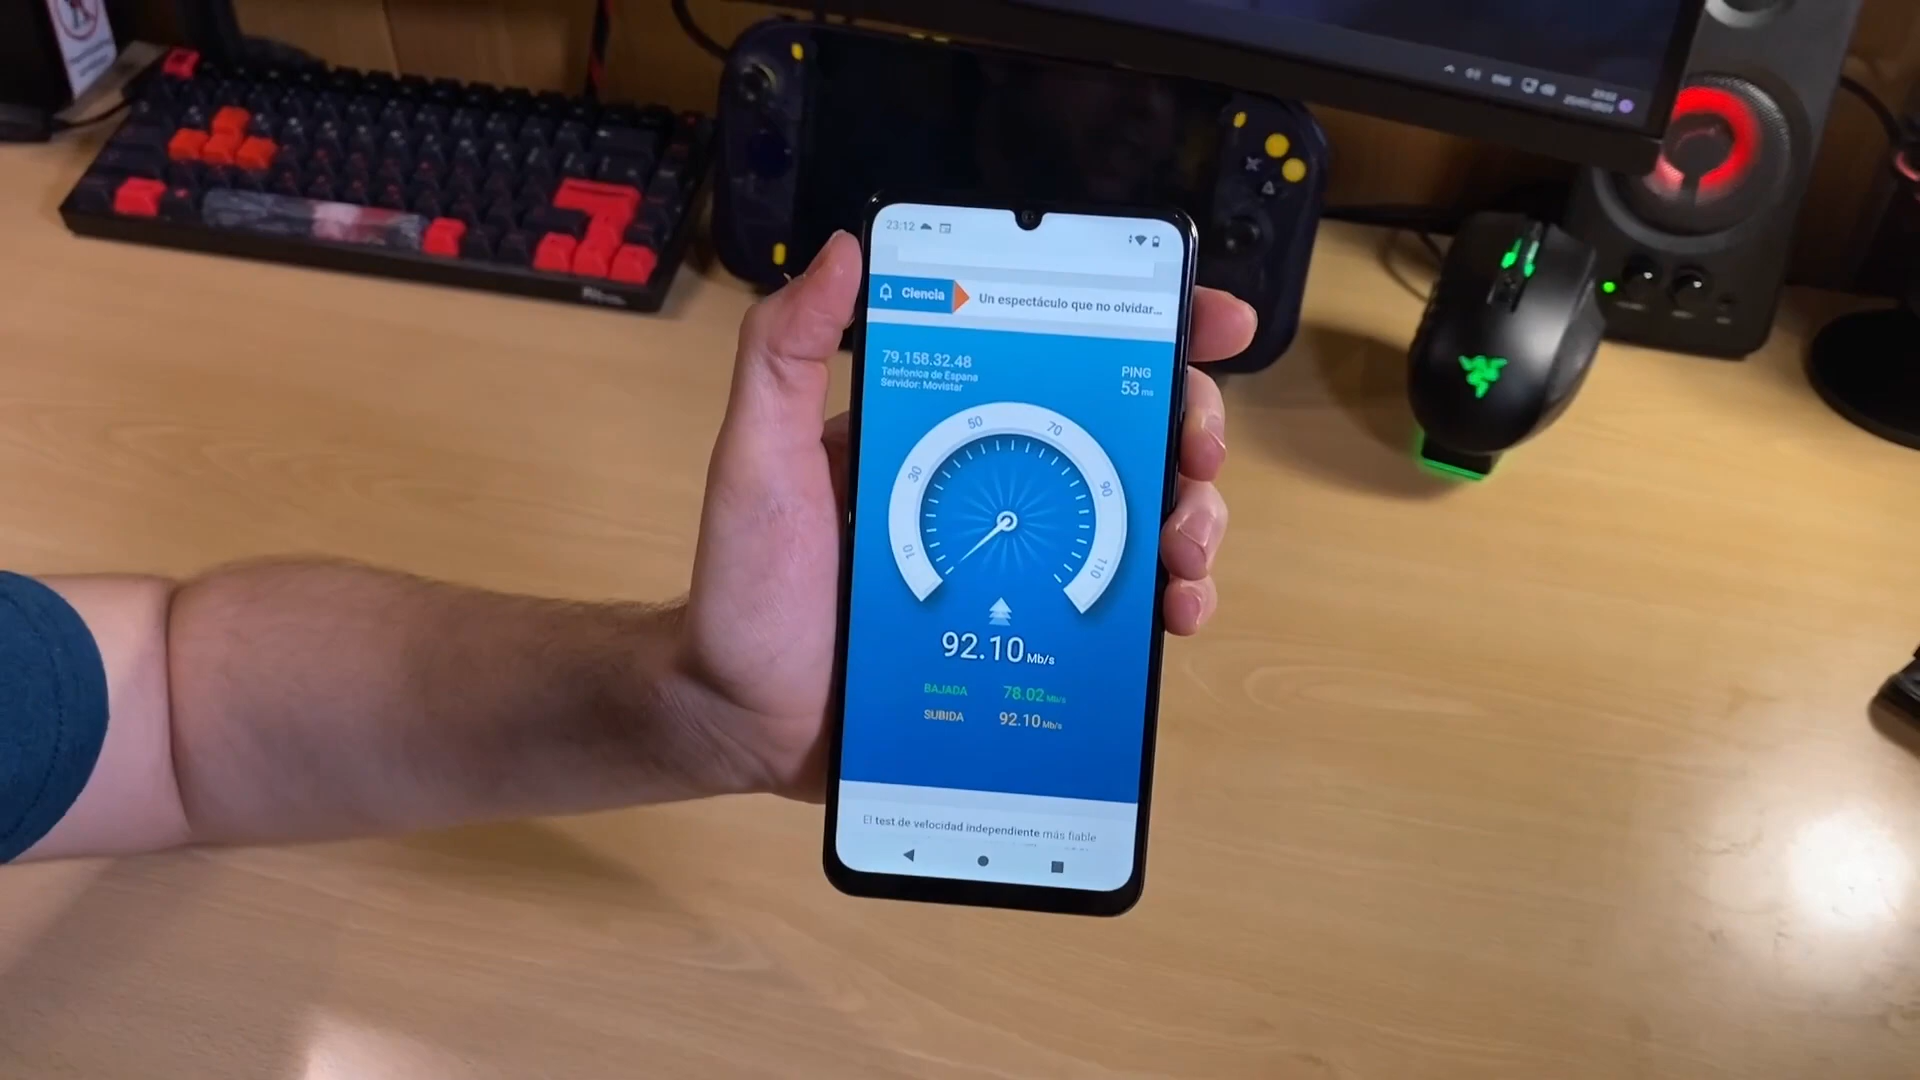 23:12
Ciencia
Un espectáculo que no olvidar...
79.158.32.48
Telefonica de Espana
Servidor: Movistar
PING
53 ms
10
30
50
70
90
110
92.10 Mb/s
BAJADA 78.02 Mb/s
SUBIDA 92.10 Mb/s
El test de velocidad independiente más fiable